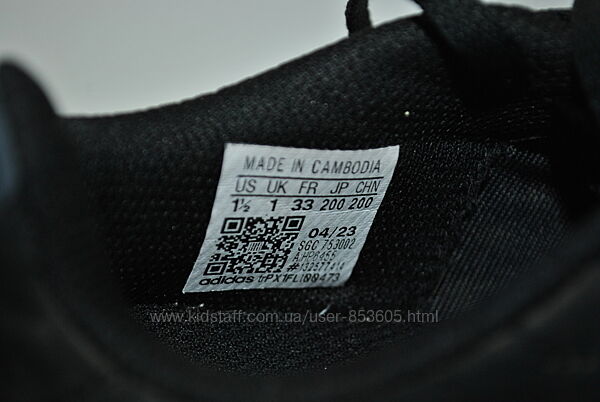 MADE IN CAMBODIA
US UK FR JP CHN
1½ 1 33 200 200
04/23
SGC 753002
adidas
www.kidstaff.com.ua/user-853605.html